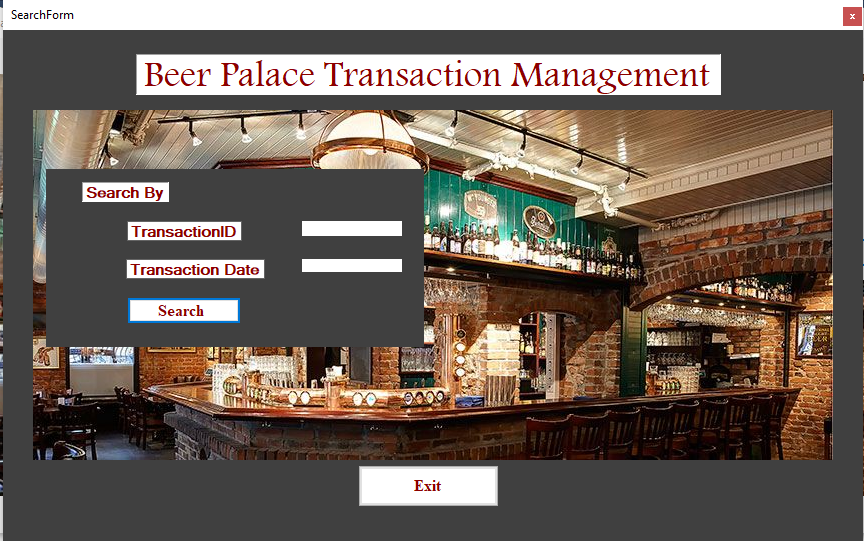 SearchForm
x
Beer Palace Transaction Management
Search By
TransactionID
Transaction Date
Search
Exit